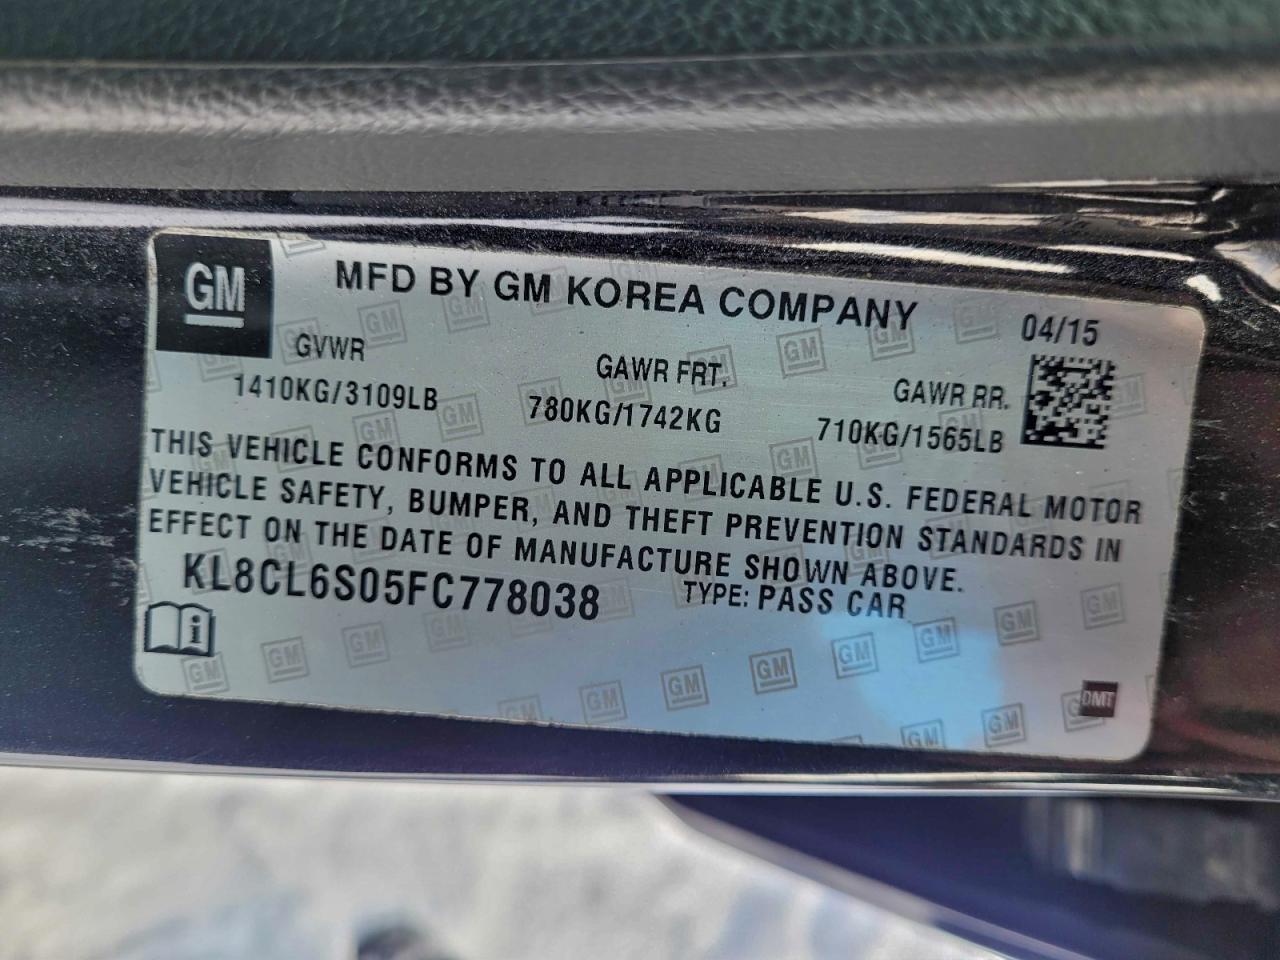 GM
MFD BY GM KOREA COMPANY
04/15
GVWR
GAWR FRT.
GAWR RR.
1410KG/3109LB
780KG/1742KG
710KG/1565LB
THIS VEHICLE CONFORMS TO ALL APPLICABLE U.S. FEDERAL MOTOR
VEHICLE SAFETY, BUMPER, AND THEFT PREVENTION STANDARDS IN
EFFECT ON THE DATE OF MANUFACTURE SHOWN ABOVE.
KL8CL6S05FC778038
TYPE: PASS CAR
i
DMT